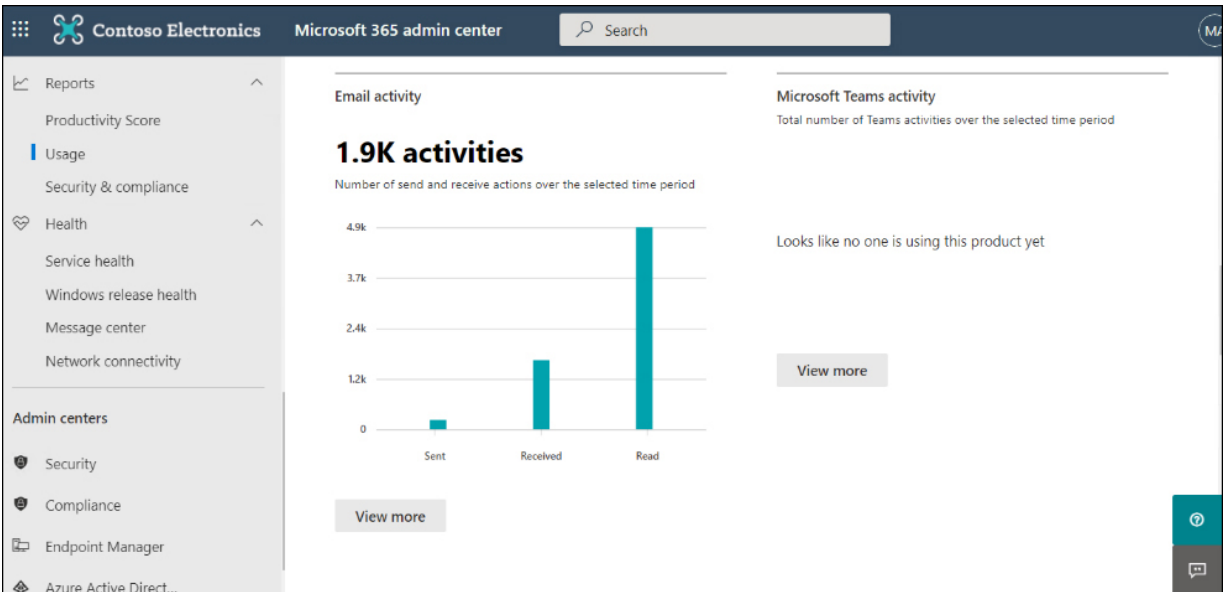 Contoso Electronics
Microsoft 365 admin center
Search
MA
Reports
Productivity Score
Usage
Security & compliance
Health
Service health
Windows release health
Message center
Network connectivity
Admin centers
Security
Compliance
Endpoint Manager
Azure Active Direct...
Email activity
1.9K activities
Number of send and receive actions over the selected time period
4.9k
3.7k
2.4k
1.2k
0
Sent Received Read
View more
Microsoft Teams activity
Total number of Teams activities over the selected time period
Looks like no one is using this product yet
View more